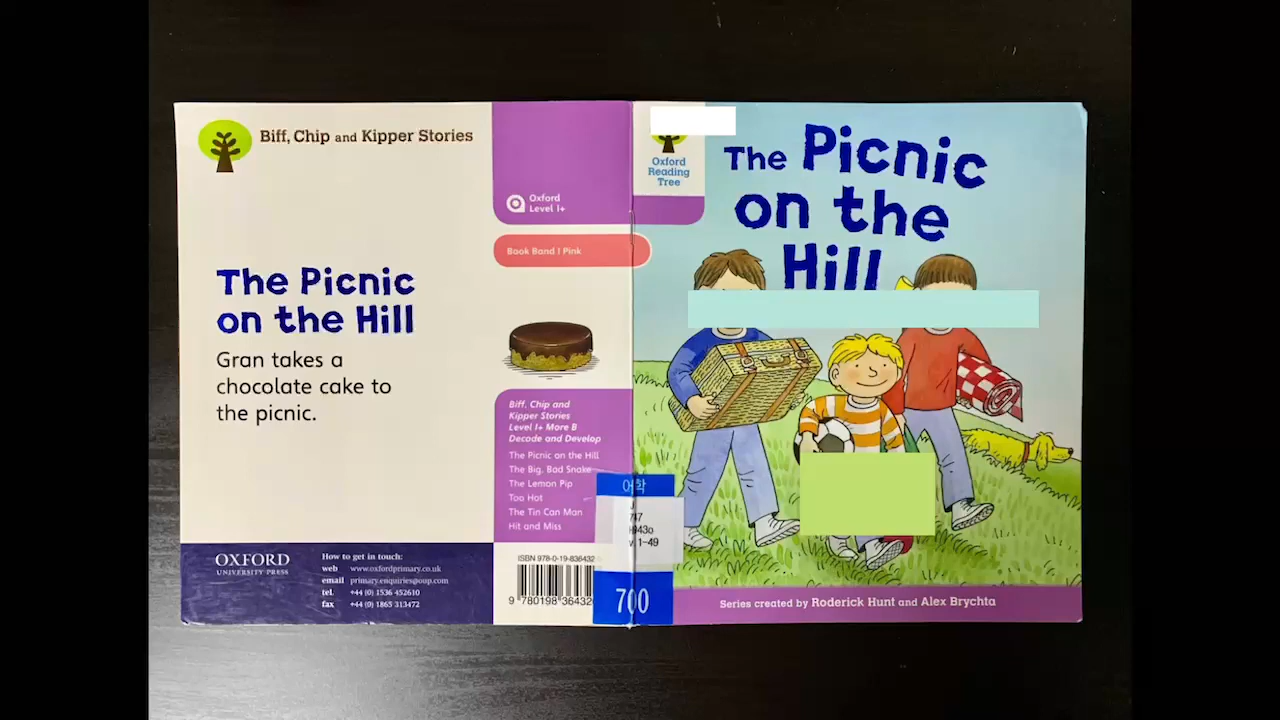 Biff, Chip and Kipper Stories
The Picnic
on the Hill
Gran takes a
chocolate cake to
the picnic.
OXFORD
UNIVERSITY PRESS
How to get in touch:
web www.oxfordprimary.co.uk
email primary.enquiries@oup.com
tel. +44 (0) 1536 452610
fax +44 (0) 1865 313472
Oxford
Level 1+
Book Band 1 Pink
Biff, Chip and
Kipper Stories
Level 1+ More B
Decode and Develop
The Picnic on the Hill
The Big, Bad Snake
The Lemon Pip
Too Hot
The Tin Can Man
Hit and Miss
ISBN 978-0-19-836432
9 780198 36432
어학
747
v.1-49
700
Oxford
Reading
Tree
The Picnic
on the
Hill
Series created by Roderick Hunt and Alex Brychta